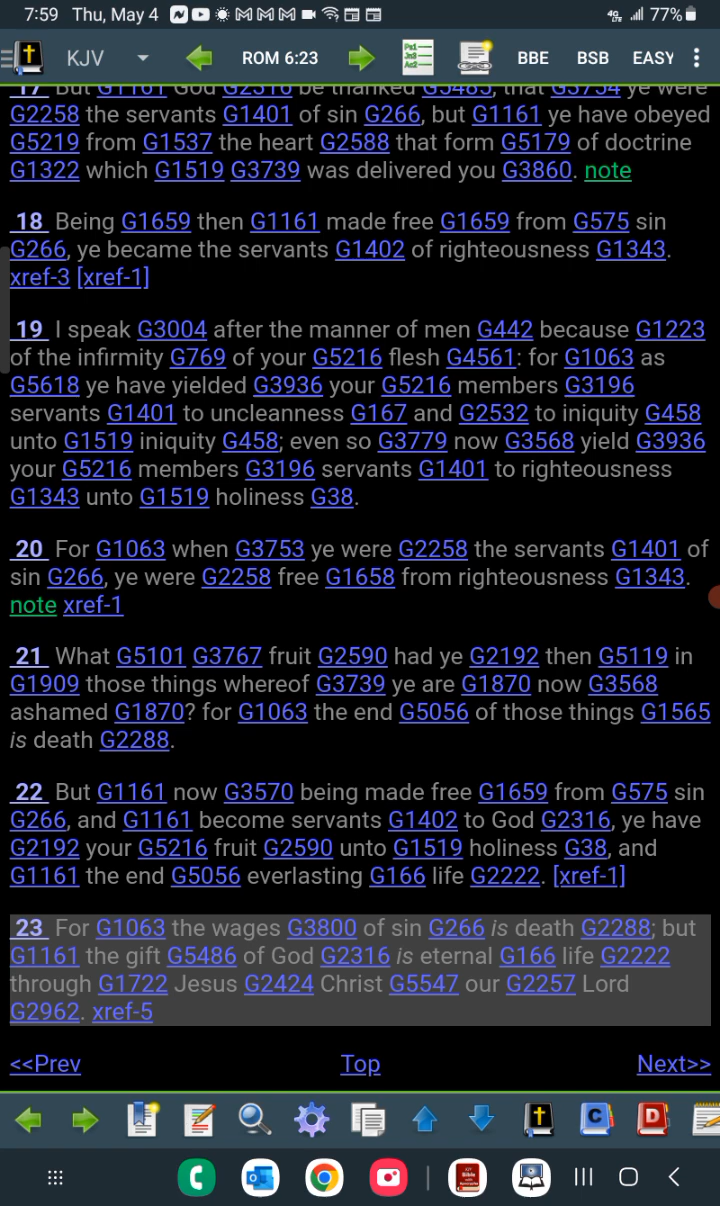 7:59 Thu, May 4 77%
KJV ROM 6:23 BBE BSB EASY
17 But G1161 God G2316 be thanked G5485, that G3754 ye were
G2258 the servants G1401 of sin G266, but G1161 ye have obeyed
G5219 from G1537 the heart G2588 that form G5179 of doctrine
G1322 which G1519 G3739 was delivered you G3860. note
18 Being G1659 then G1161 made free G1659 from G575 sin
G266, ye became the servants G1402 of righteousness G1343.
xref-3 [xref-1]
19 I speak G3004 after the manner of men G442 because G1223
of the infirmity G769 of your G5216 flesh G4561: for G1063 as
G5618 ye have yielded G3936 your G5216 members G3196
servants G1401 to uncleanness G167 and G2532 to iniquity G458
unto G1519 iniquity G458; even so G3779 now G3568 yield G3936
your G5216 members G3196 servants G1401 to righteousness
G1343 unto G1519 holiness G38.
20 For G1063 when G3753 ye were G2258 the servants G1401 of
sin G266, ye were G2258 free G1658 from righteousness G1343.
note xref-1
21 What G5101 G3767 fruit G2590 had ye G2192 then G5119 in
G1909 those things whereof G3739 ye are G1870 now G3568
ashamed G1870? for G1063 the end G5056 of those things G1565
is death G2288.
22 But G1161 now G3570 being made free G1659 from G575 sin
G266, and G1161 become servants G1402 to God G2316, ye have
G2192 your G5216 fruit G2590 unto G1519 holiness G38, and
G1161 the end G5056 everlasting G166 life G2222. [xref-1]
23 For G1063 the wages G3800 of sin G266 is death G2288; but
G1161 the gift G5486 of God G2316 is eternal G166 life G2222
through G1722 Jesus G2424 Christ G5547 our G2257 Lord
G2962. xref-5
<<Prev Top Next>>
C D